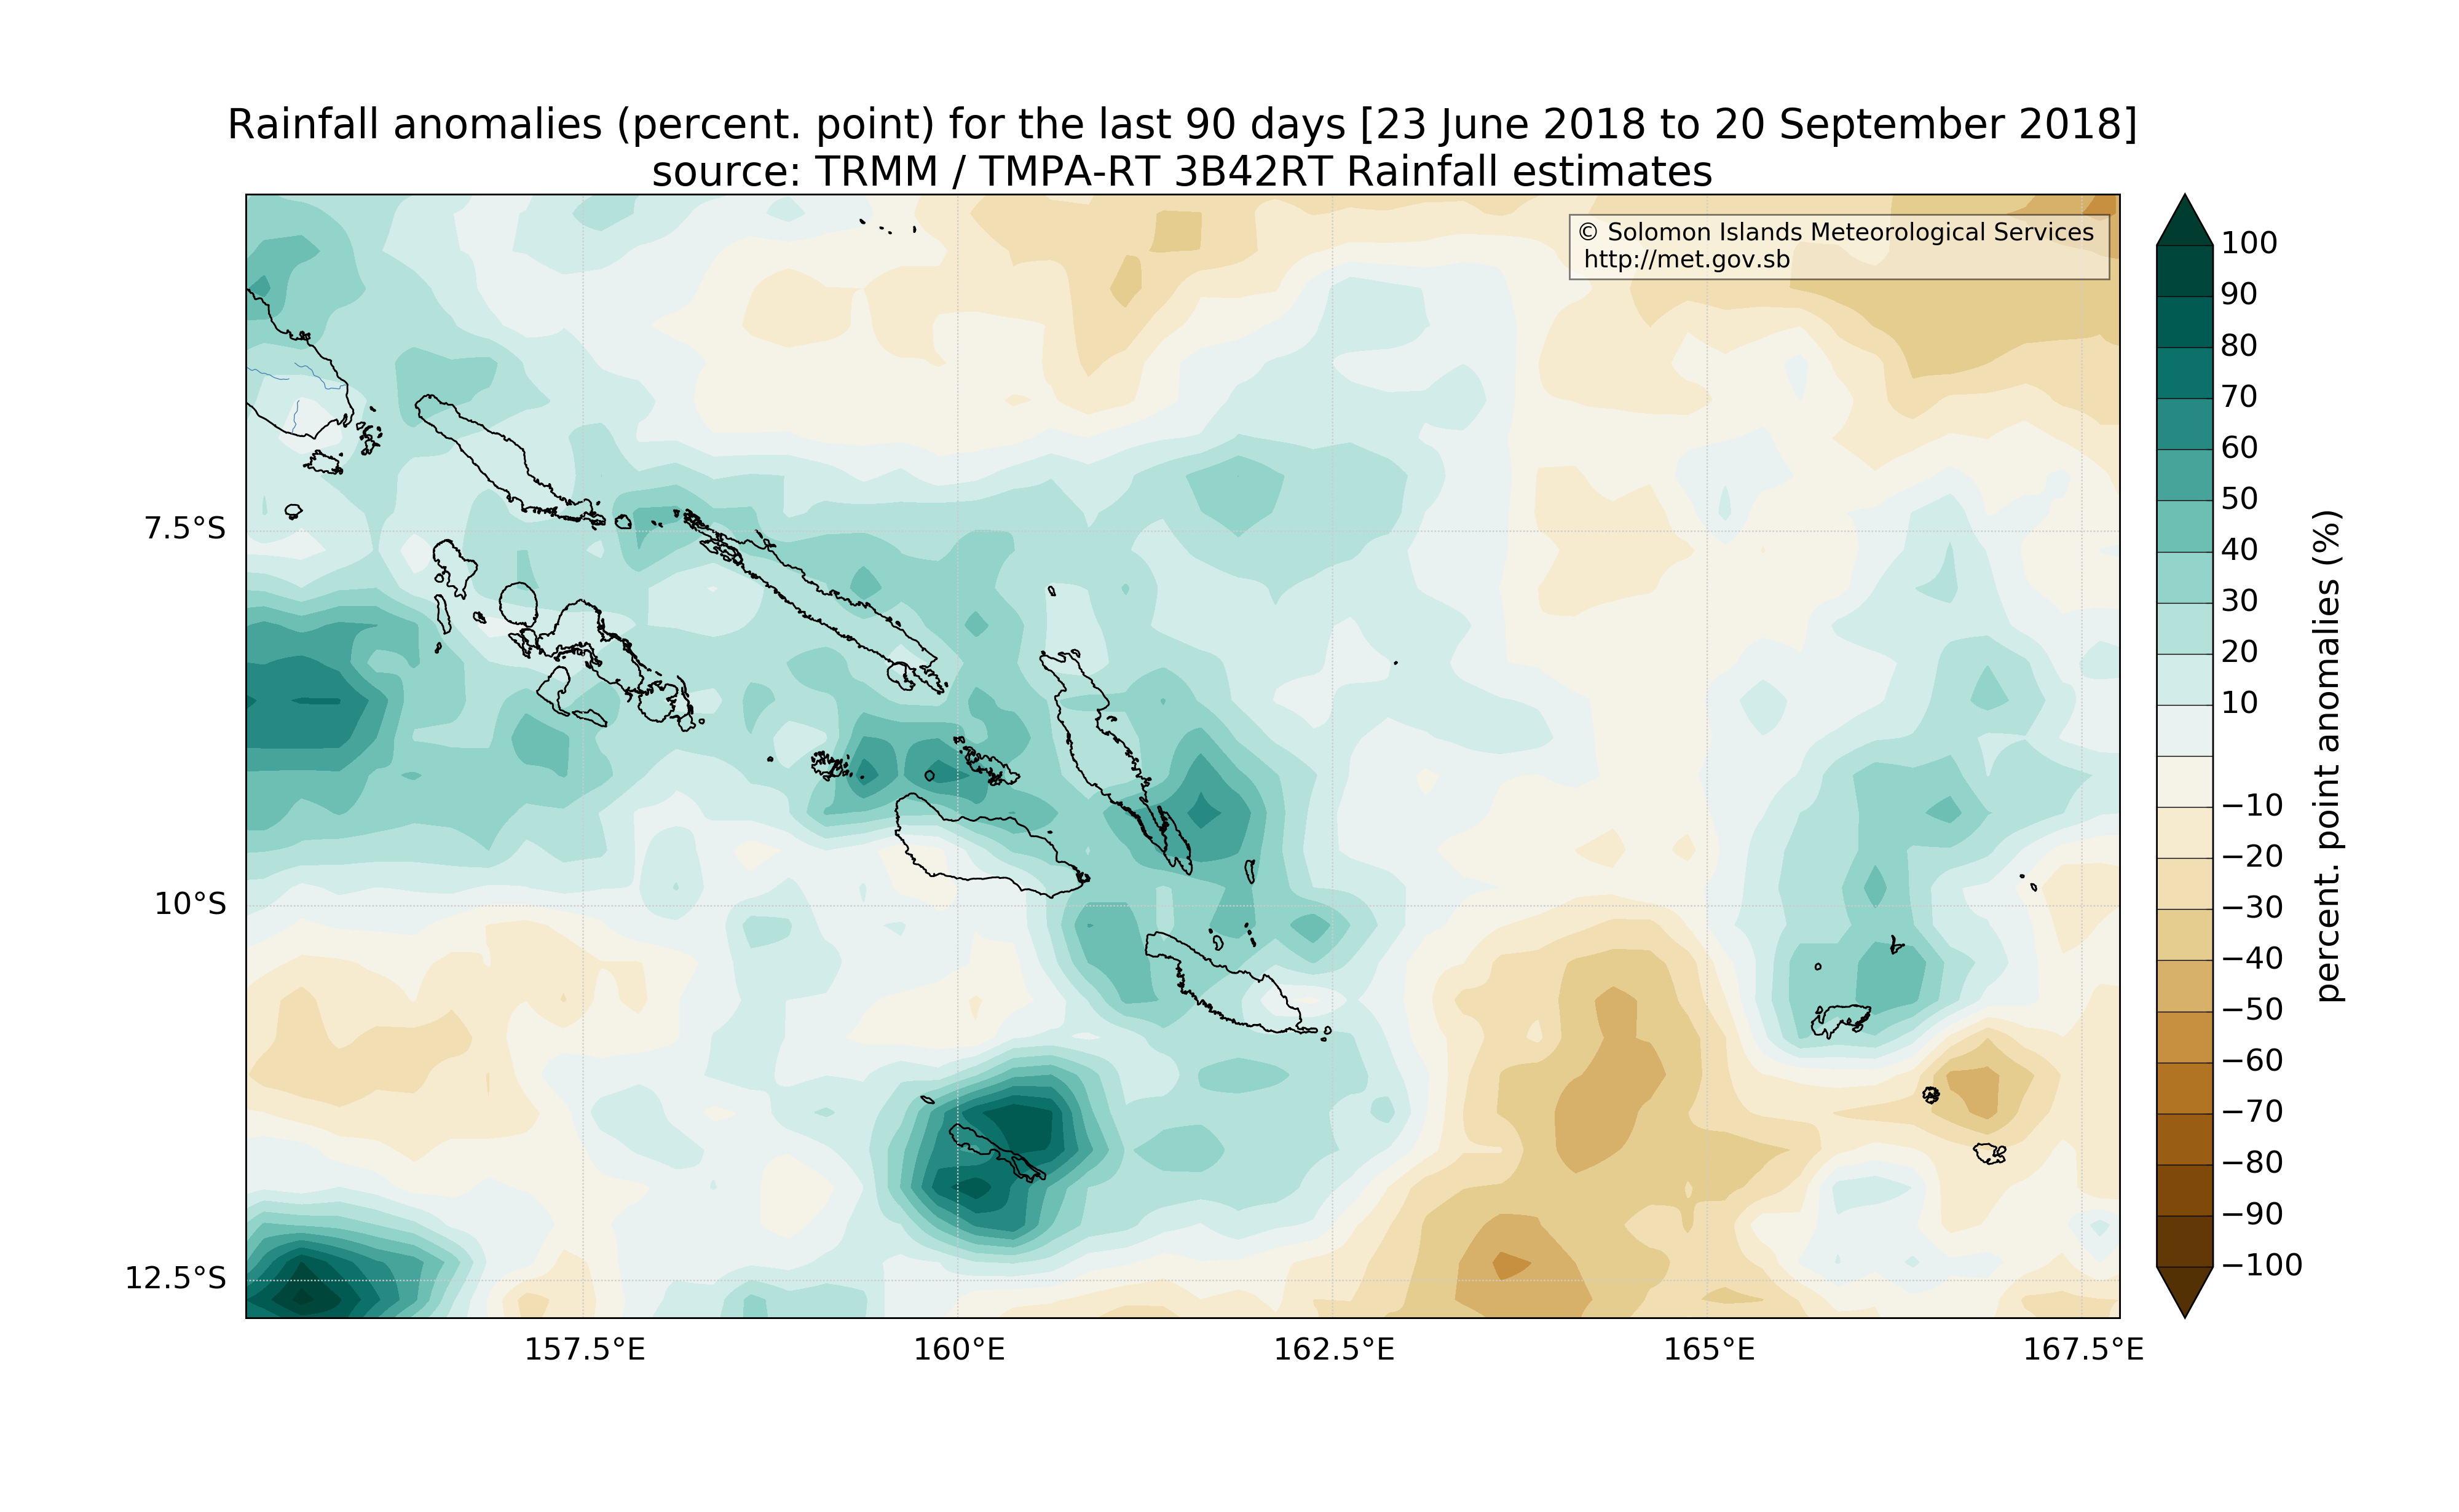 Rainfall anomalies (percent. point) for the last 90 days [23 June 2018 to 20 September 2018]
source: TRMM / TMPA-RT 3B42RT Rainfall estimates
© Solomon Islands Meteorological Services
http://met.gov.sb
7.5°S
10°S
12.5°S
157.5°E
160°E
162.5°E
165°E
167.5°E
100
90
80
70
60
50
40
30
20
10
−10
−20
−30
−40
−50
−60
−70
−80
−90
−100
percent. point anomalies (%)